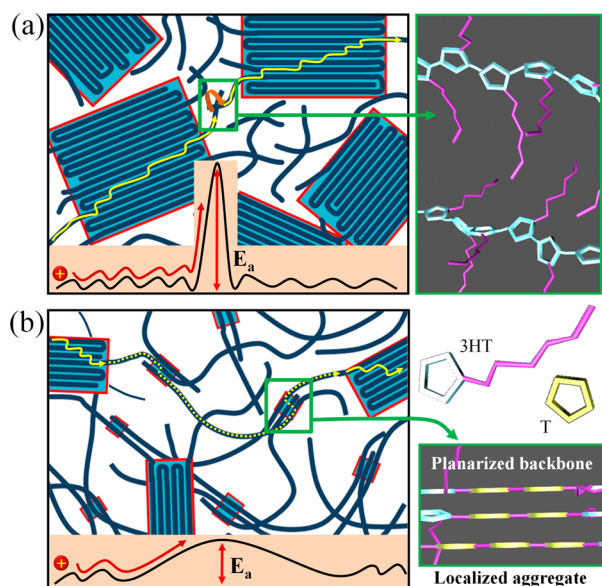 (a)
Eₐ
+
(b)
3HT
T
Planarized backbone
Eₐ
+
Localized aggregate